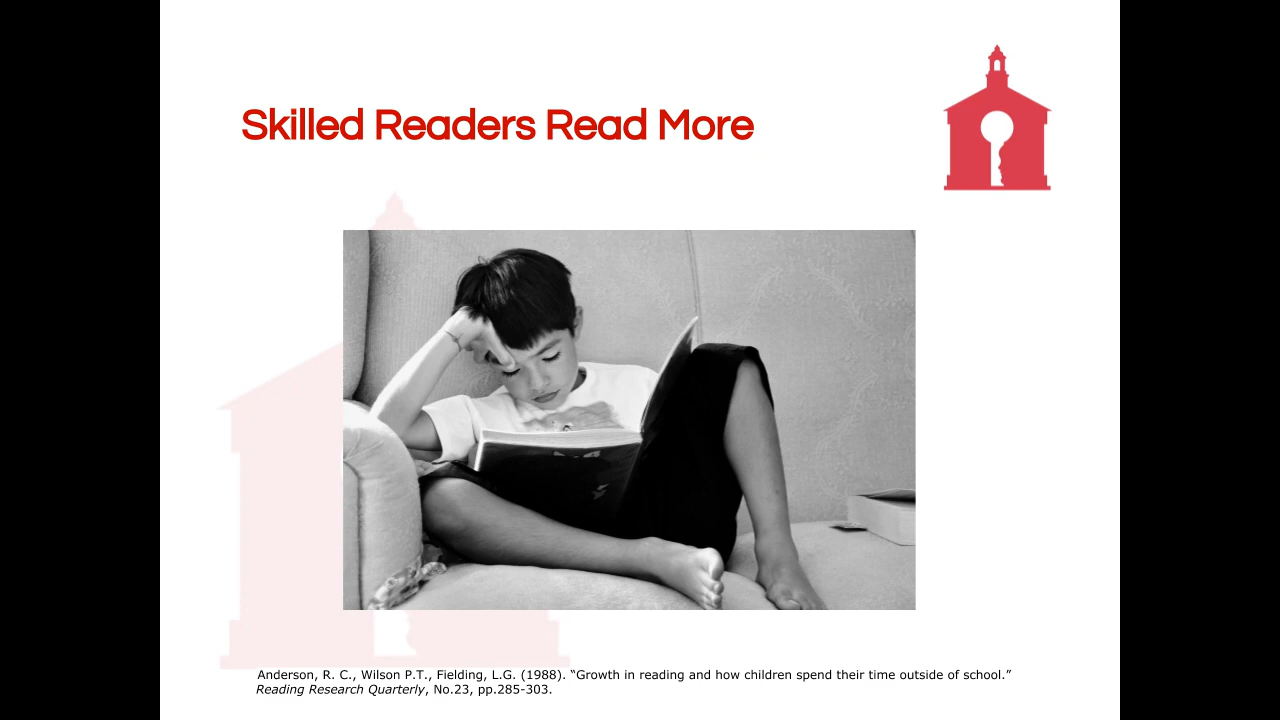 Skilled Readers Read More
Anderson, R. C., Wilson P.T., Fielding, L.G. (1988). “Growth in reading and how children spend their time outside of school.”
Reading Research Quarterly, No.23, pp.285-303.